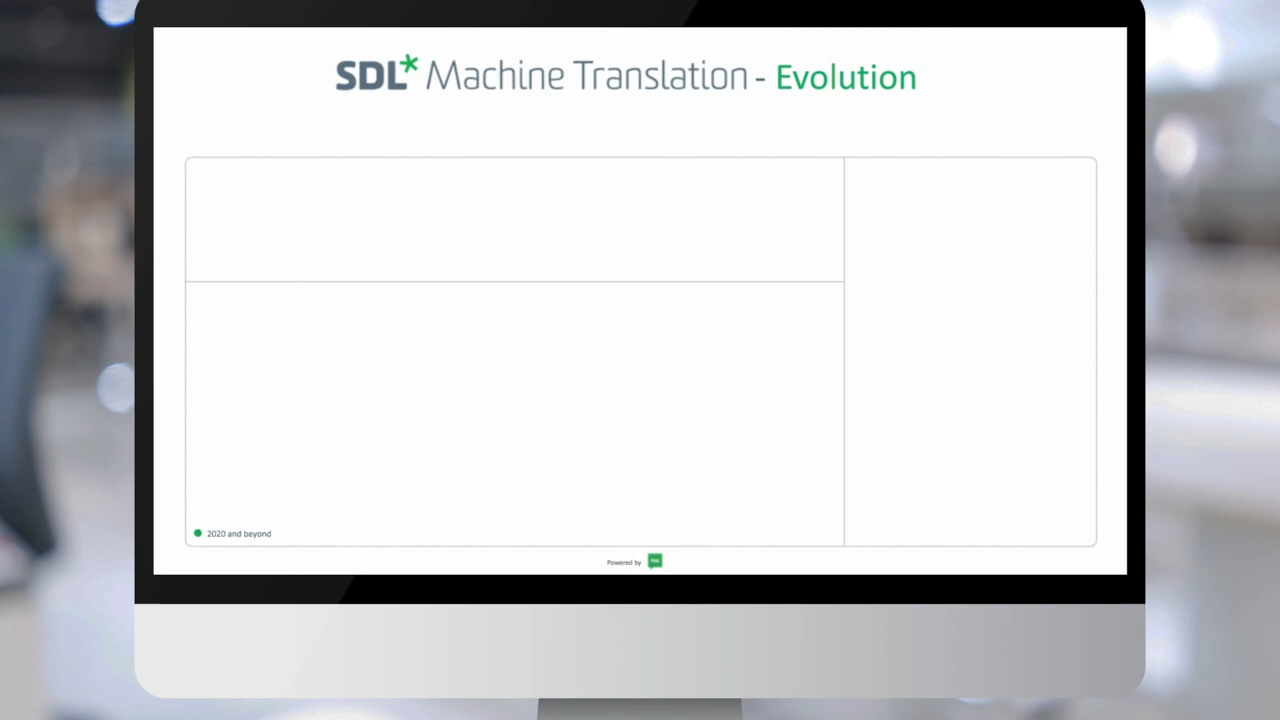 SDL* Machine Translation - Evolution
2020 and beyond
Powered by